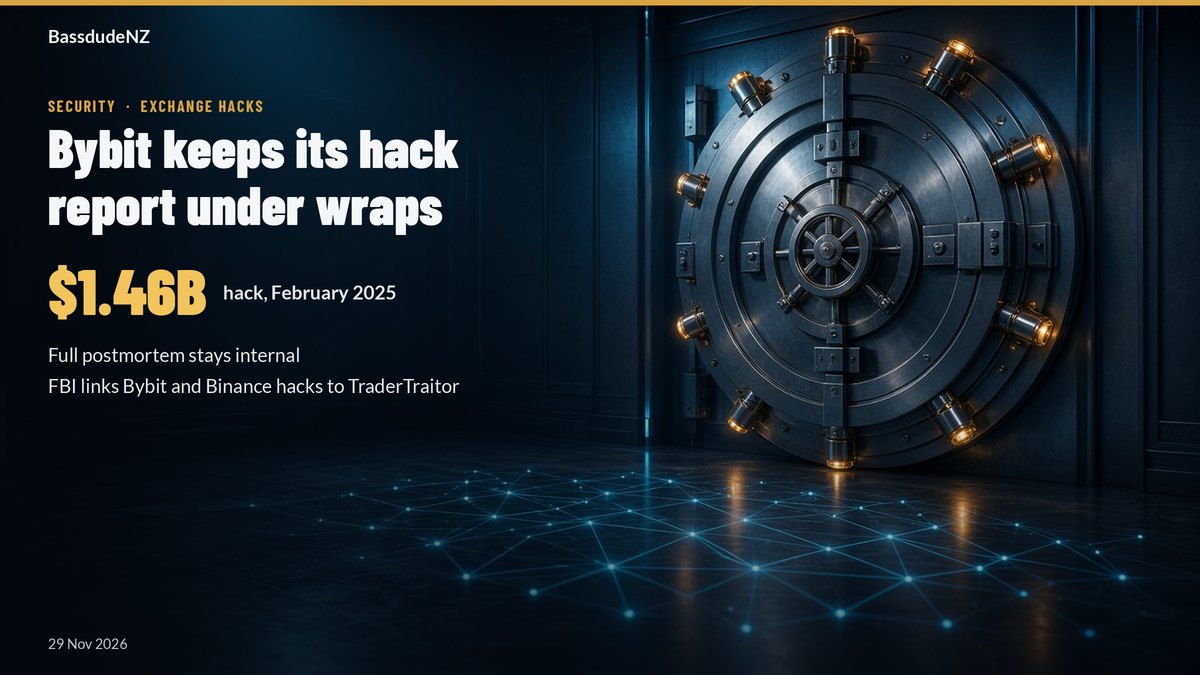 BassdudeNZ
SECURITY · EXCHANGE HACKS
Bybit keeps its hack
report under wraps
$1.46B hack, February 2025
Full postmortem stays internal
FBI links Bybit and Binance hacks to TraderTraitor
29 Nov 2026